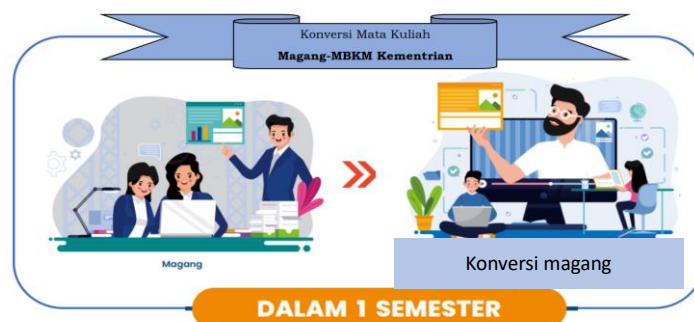 Konversi Mata Kuliah
Magang-MBKM Kementrian
Magang
Konversi magang
DALAM 1 SEMESTER